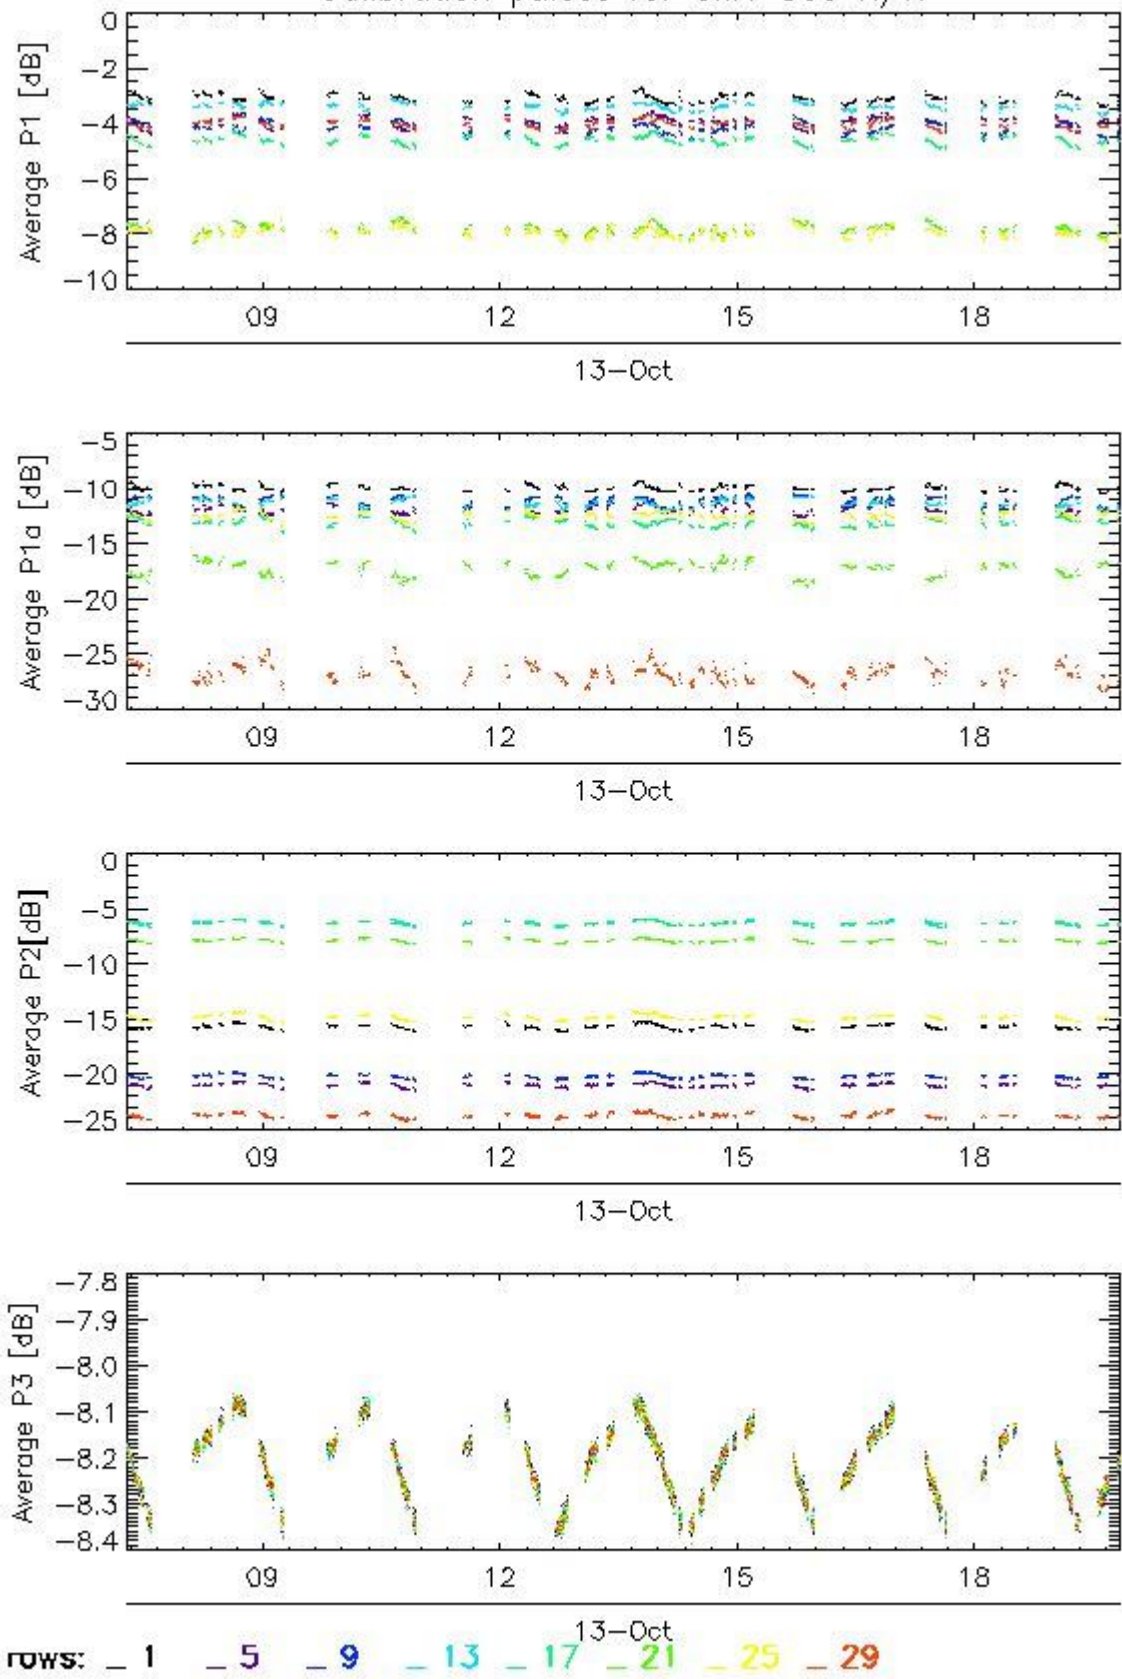 0
−2
−4
−6
−8
−10
Average P1 [dB]
09 12 15 18
13−Oct
−5
−10
−15
−20
−25
−30
Average P1a [dB]
09 12 15 18
13−Oct
0
−5
−10
−15
−20
−25
Average P2[dB]
09 12 15 18
13−Oct
−7.8
−7.9
−8.0
−8.1
−8.2
−8.3
−8.4
Average P3 [dB]
09 12 15 18
13−Oct
rows: _ 1 _ 5 _ 9 _ 13 _ 17 _ 21 _ 25 _ 29